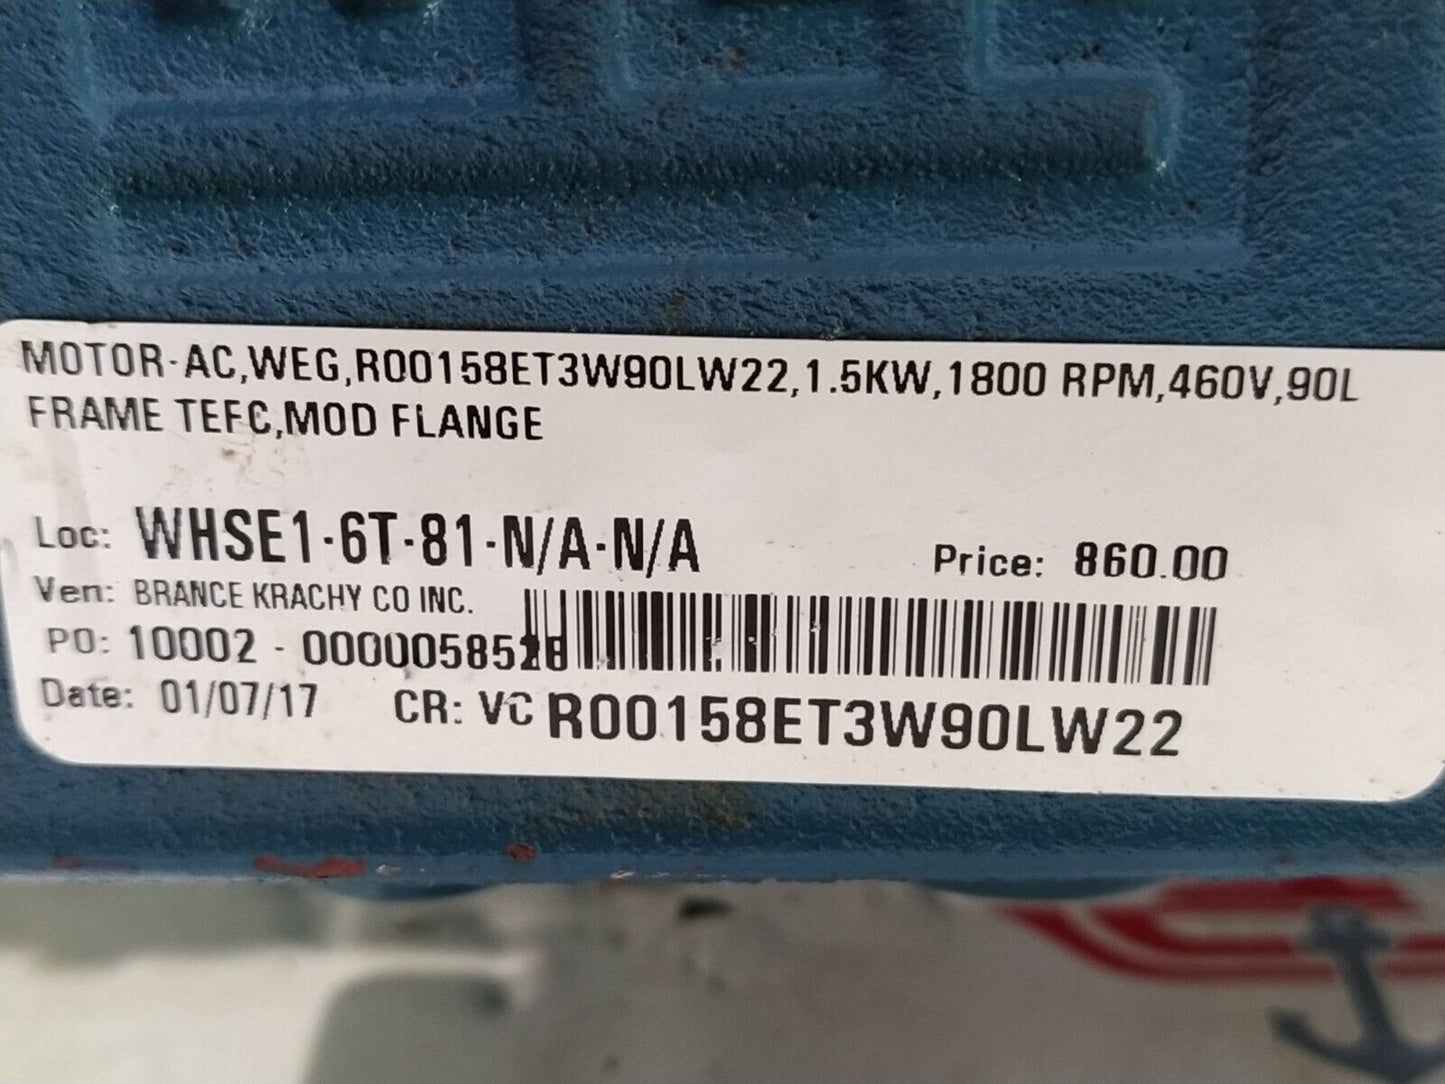 MOTOR-AC,WEG,R00158ET3W90LW22,1.5KW,1800 RPM,460V,90L
FRAME TEFC,MOD FLANGE
Loc: WHSE1-6T-81-N/A-N/A
Price: 860.00
Ven: BRANCE KRACHY CO INC.
PO: 10002 - 0000058528
Date: 01/07/17 CR: VC R00158ET3W90LW22